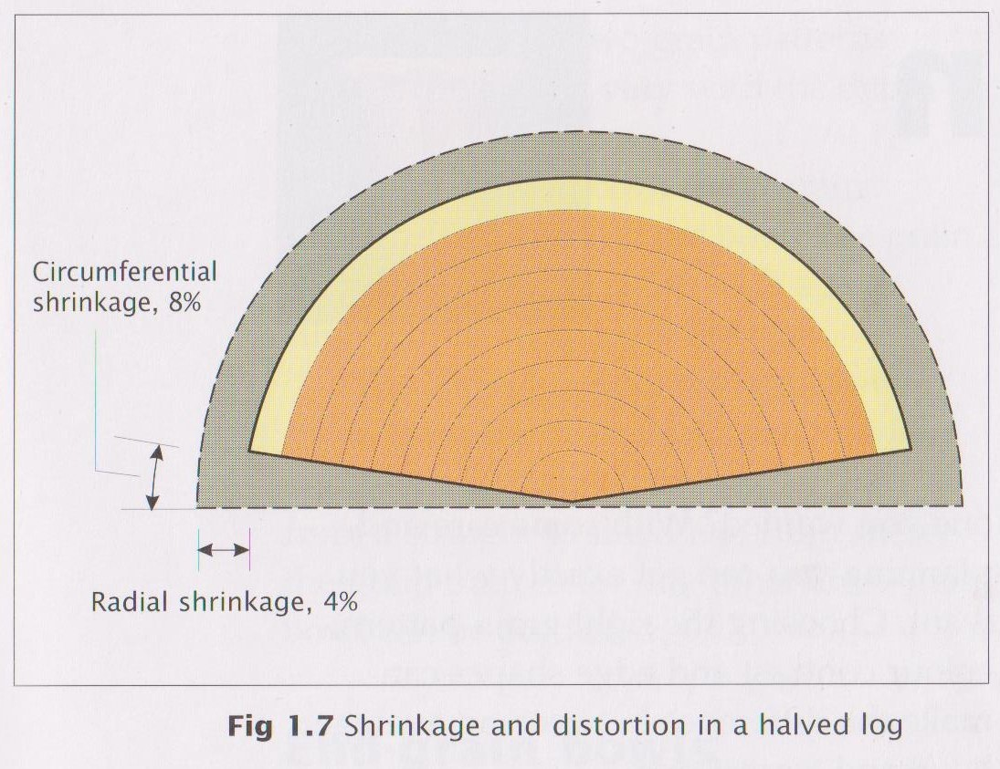 Circumferential
shrinkage, 8%
Radial shrinkage, 4%
Fig 1.7 Shrinkage and distortion in a halved log